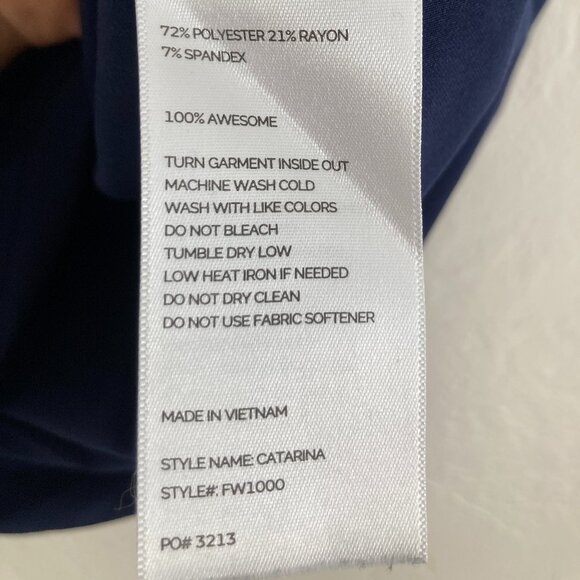 72% POLYESTER 21% RAYON
7% SPANDEX
100% AWESOME
TURN GARMENT INSIDE OUT
MACHINE WASH COLD
WASH WITH LIKE COLORS
DO NOT BLEACH
TUMBLE DRY LOW
LOW HEAT IRON IF NEEDED
DO NOT DRY CLEAN
DO NOT USE FABRIC SOFTENER
MADE IN VIETNAM
STYLE NAME: CATARINA
STYLE#: FW1000
PO# 3213